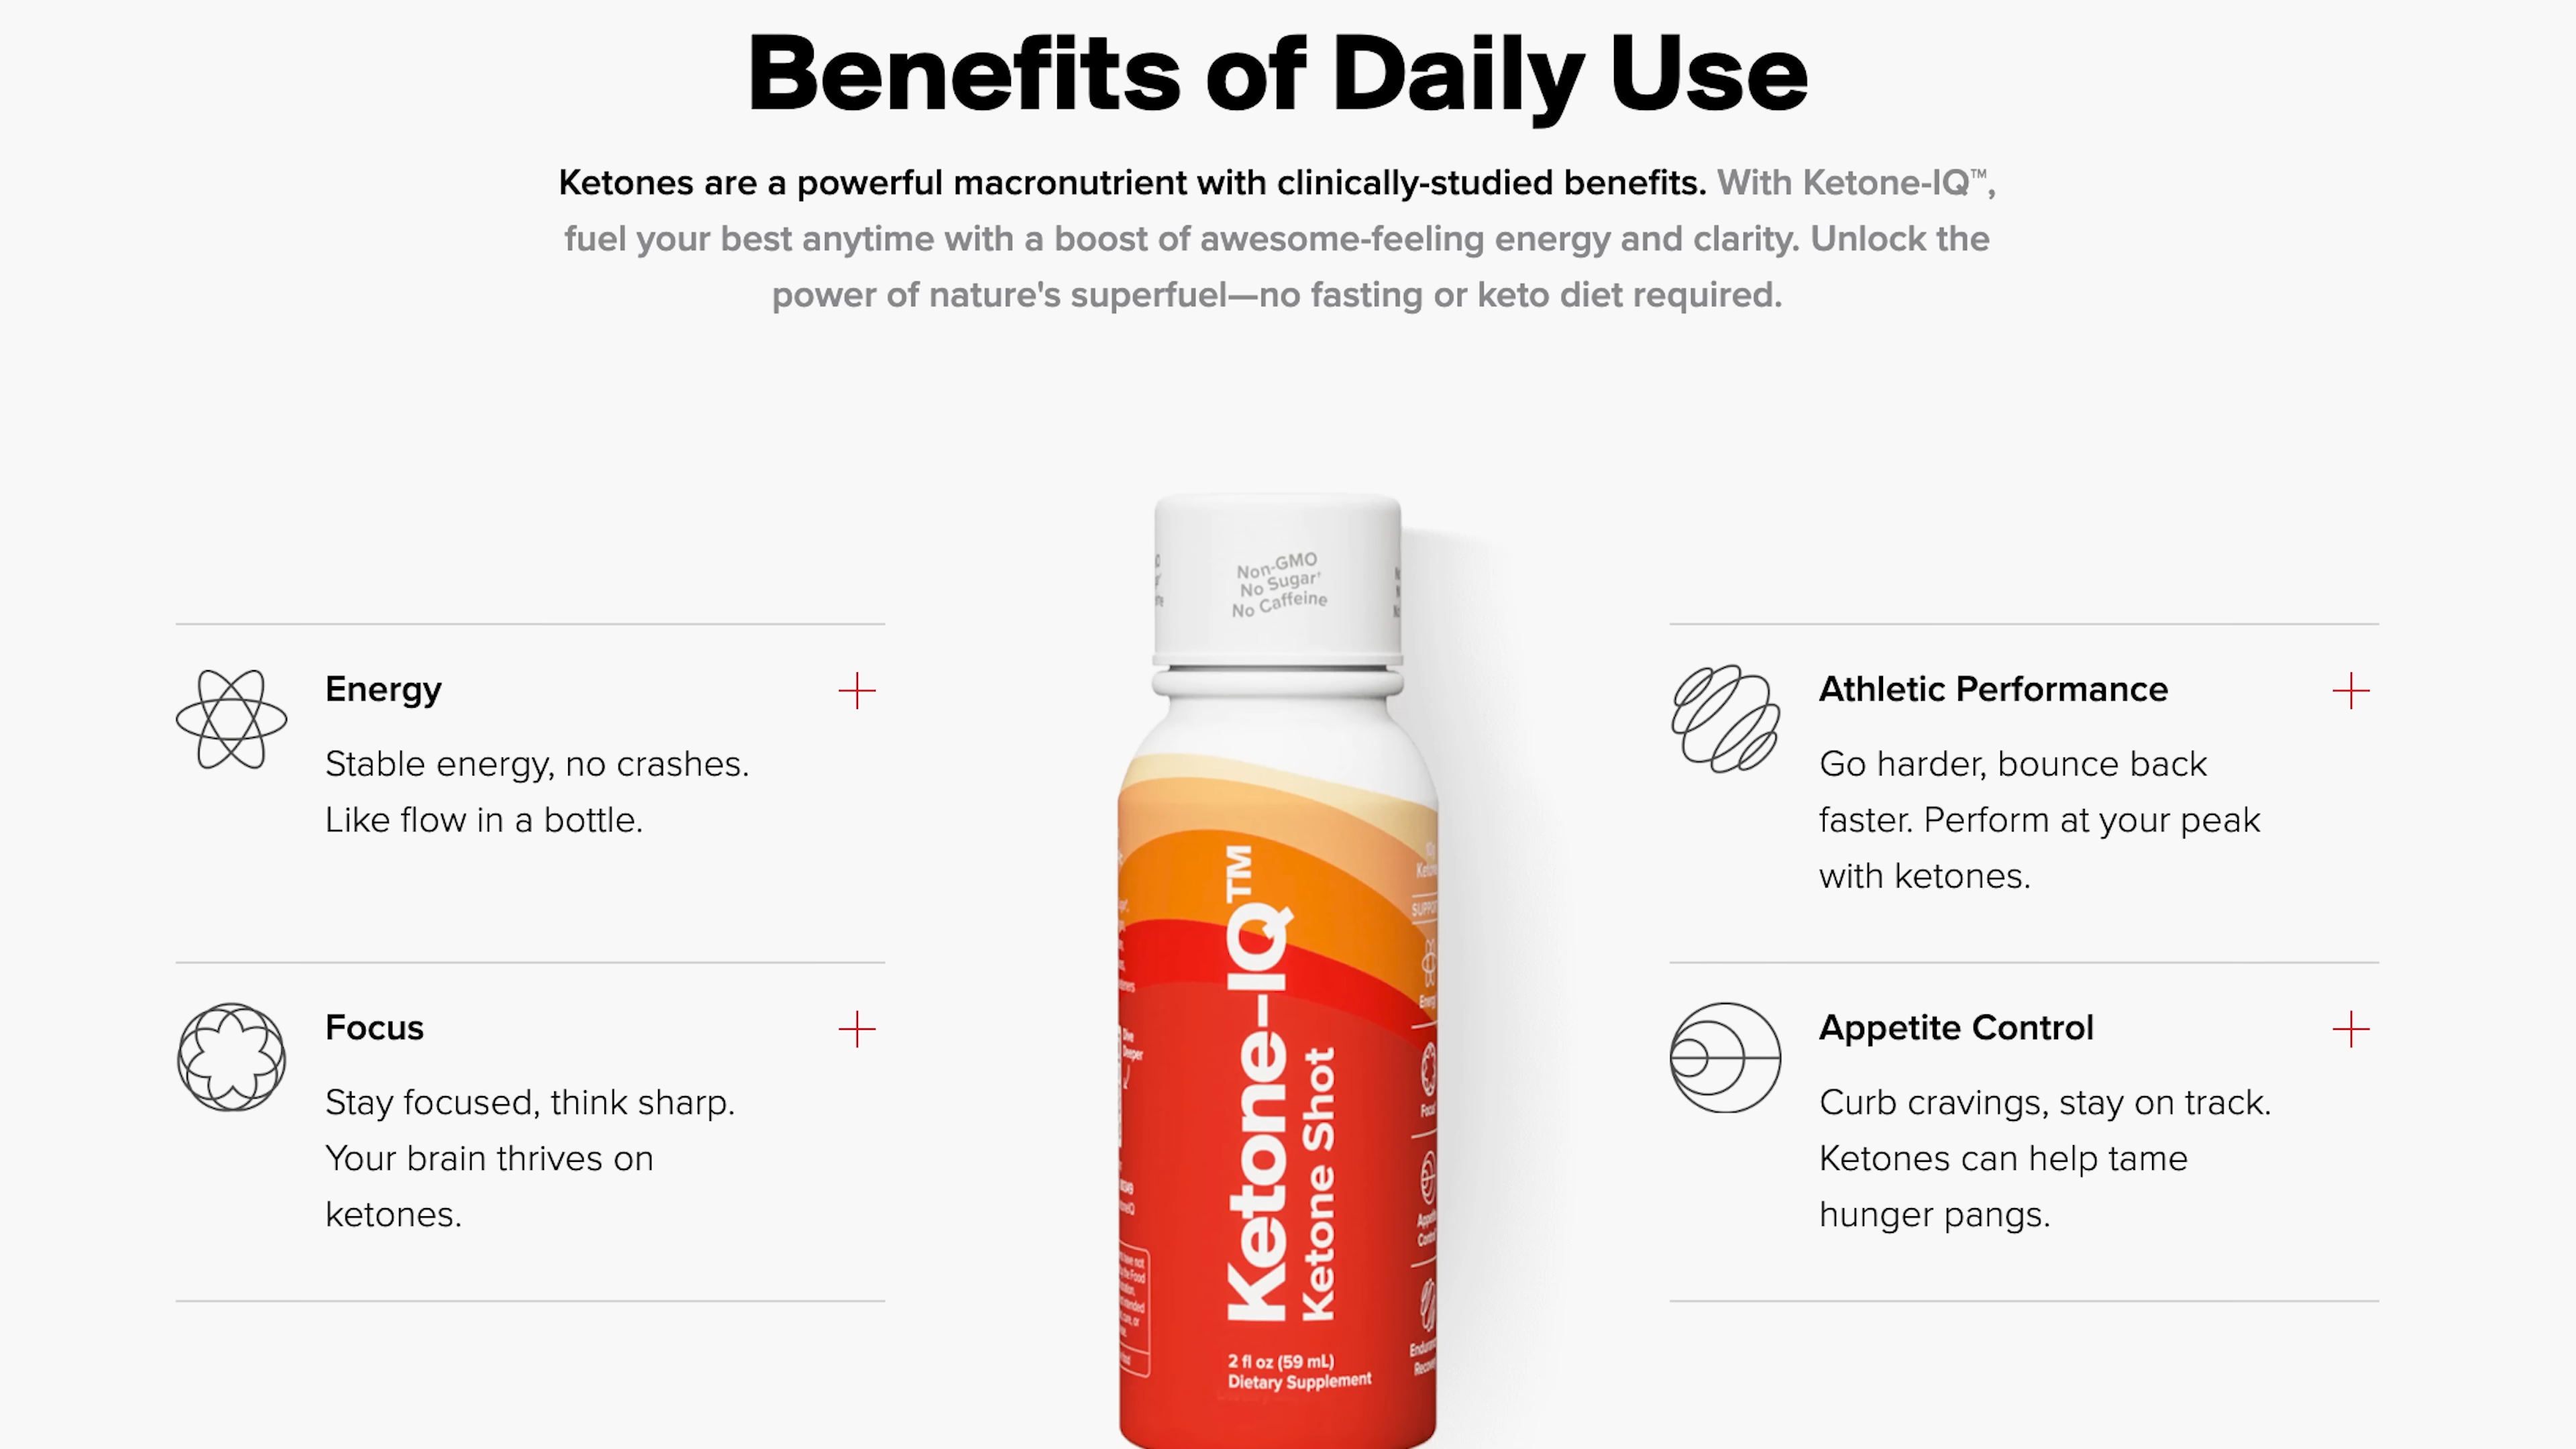 Benefits of Daily Use
Ketones are a powerful macronutrient with clinically-studied benefits. With Ketone-IQ™,
fuel your best anytime with a boost of awesome-feeling energy and clarity. Unlock the
power of nature's superfuel—no fasting or keto diet required.
Energy
Stable energy, no crashes.
Like flow in a bottle.
Focus
Stay focused, think sharp.
Your brain thrives on
ketones.
Non-GMO
No Sugar†
No Caffeine
Ketone-IQ™
Ketone Shot
2 fl oz (59 mL)
Dietary Supplement
Dive
Deeper
Energy
Focus
Athletic Performance
Go harder, bounce back
faster. Perform at your peak
with ketones.
Appetite Control
Curb cravings, stay on track.
Ketones can help tame
hunger pangs.